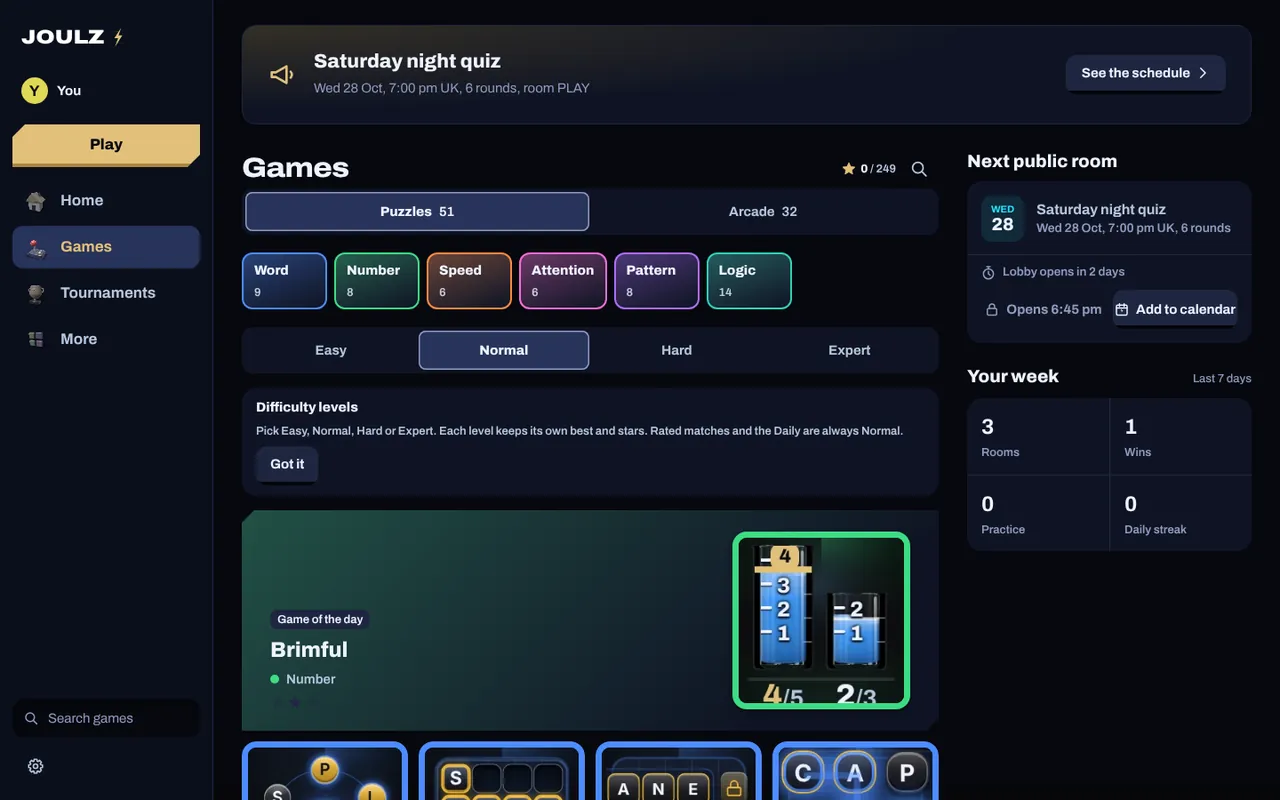 JOULZ
Y You
Play
Home
Games
Tournaments
More
Search games
Saturday night quiz
Wed 28 Oct, 7:00 pm UK, 6 rounds, room PLAY
See the schedule
Games
0 / 249
Puzzles 51
Arcade 32
Word
9
Number
8
Speed
6
Attention
6
Pattern
8
Logic
14
Easy
Normal
Hard
Expert
Difficulty levels
Pick Easy, Normal, Hard or Expert. Each level keeps its own best and stars. Rated matches and the Daily are always Normal.
Got it
Game of the day
Brimful
Number
4
3
2
1
2
1
4/5
2/3
P
S
L
S
A N E
C A P
Next public room
WED
28
Saturday night quiz
Wed 28 Oct, 7:00 pm UK, 6 rounds
Lobby opens in 2 days
Opens 6:45 pm
Add to calendar
Your week
Last 7 days
3
Rooms
1
Wins
0
Practice
0
Daily streak